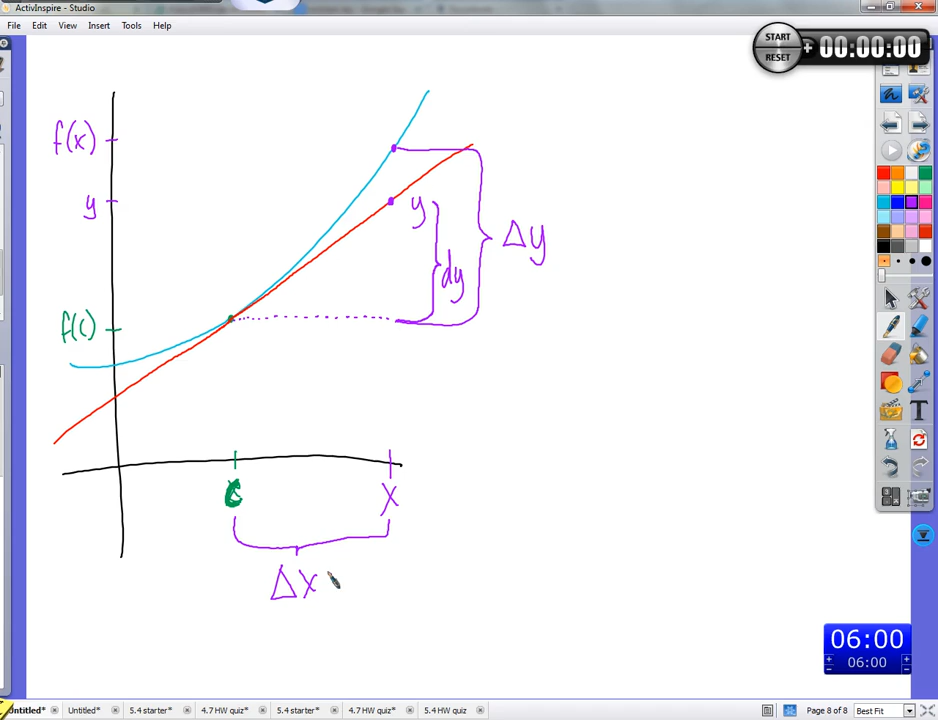 ActivInspire - Studio
File Edit View Insert Tools Help
START
RESET
+ 00:00:00
f(x)
y
y
Δy
dy
f(c)
c
x
Δx
06:00
06:00
Untitled* Untitled* 5.4 starter* 4.7 HW quiz* 5.4 starter* 4.7 HW quiz* 5.4 HW quiz
Page 8 of 8 Best Fit